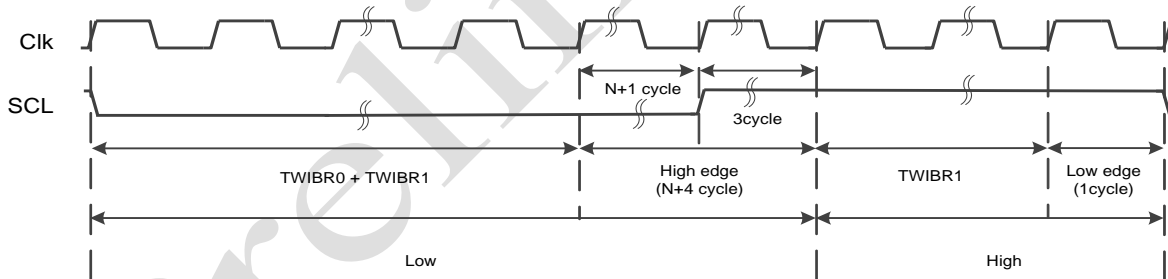 Clk
SCL
N+1 cycle
3cycle
TWIBR0 + TWIBR1
High edge
(N+4 cycle)
TWIBR1
Low edge
(1cycle)
Low
High